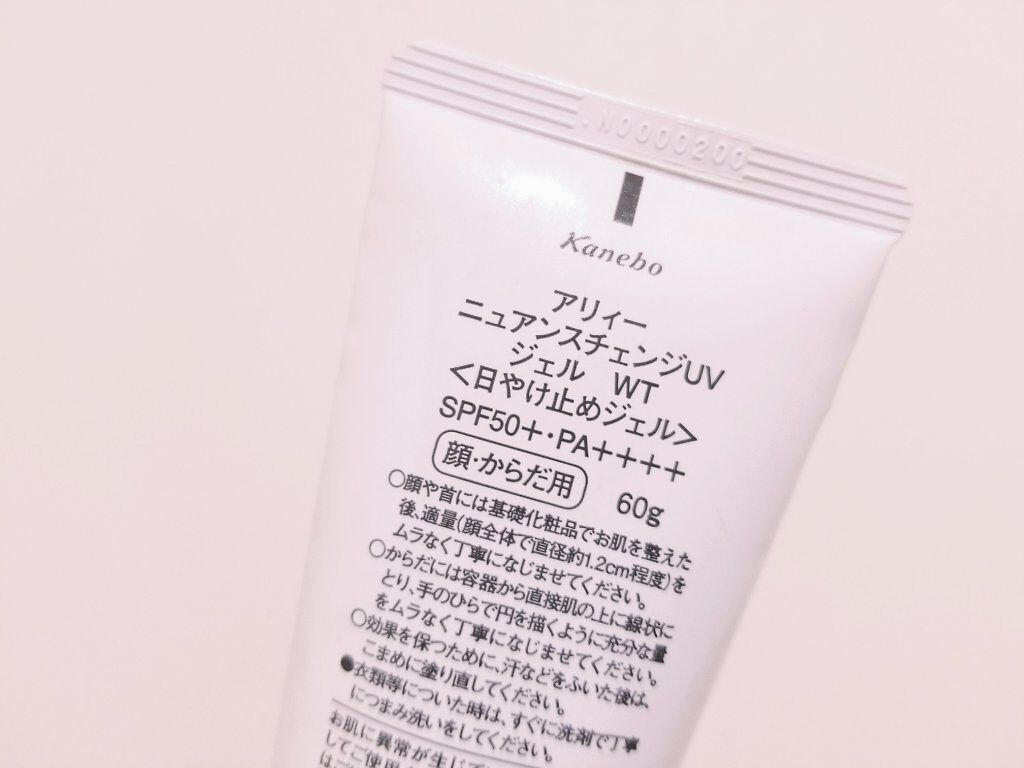 .N0000200
Kanebo
アリィー
ニュアンスチェンジUV
ジェル WT
<日やけ止めジェル>
SPF50+・PA++++
顔・からだ用 60g
○顔や首には基礎化粧品でお肌を整えた
後、適量(顔全体で直径約1.2cm程度)を
ムラなく丁寧になじませてください。
○からだには容器から直接肌の上に線状に
とり、手のひらで円を描くように充分な量
をムラなく丁寧になじませてください。
○効果を保つために、汗などをふいた後は、
こまめに塗り直してください。
●衣類等についた時は、すぐに洗剤で丁寧
につまみ洗いをしてください。
お肌に異常が生じて
してご使用